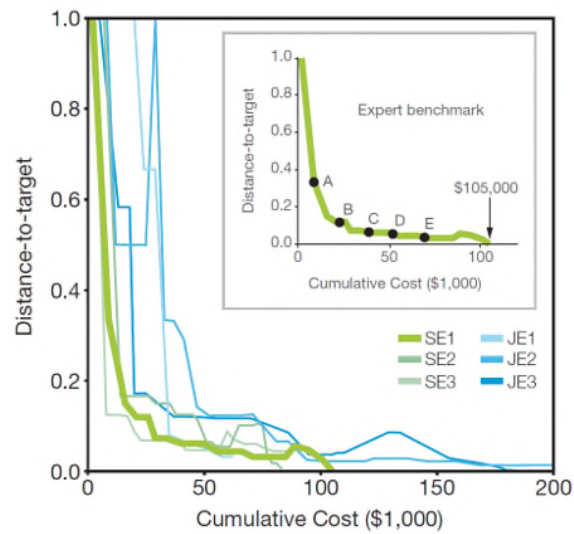 1.0
0.8
0.6
0.4
0.2
0.0
Distance-to-target
0
50
100
150
200
Cumulative Cost ($1,000)
1.0
0.8
0.6
0.4
0.2
0.0
Distance-to-target
Expert benchmark
A
B
C
D
E
$105,000
0
50
100
Cumulative Cost ($1,000)
SE1 JE1
SE2 JE2
SE3 JE3